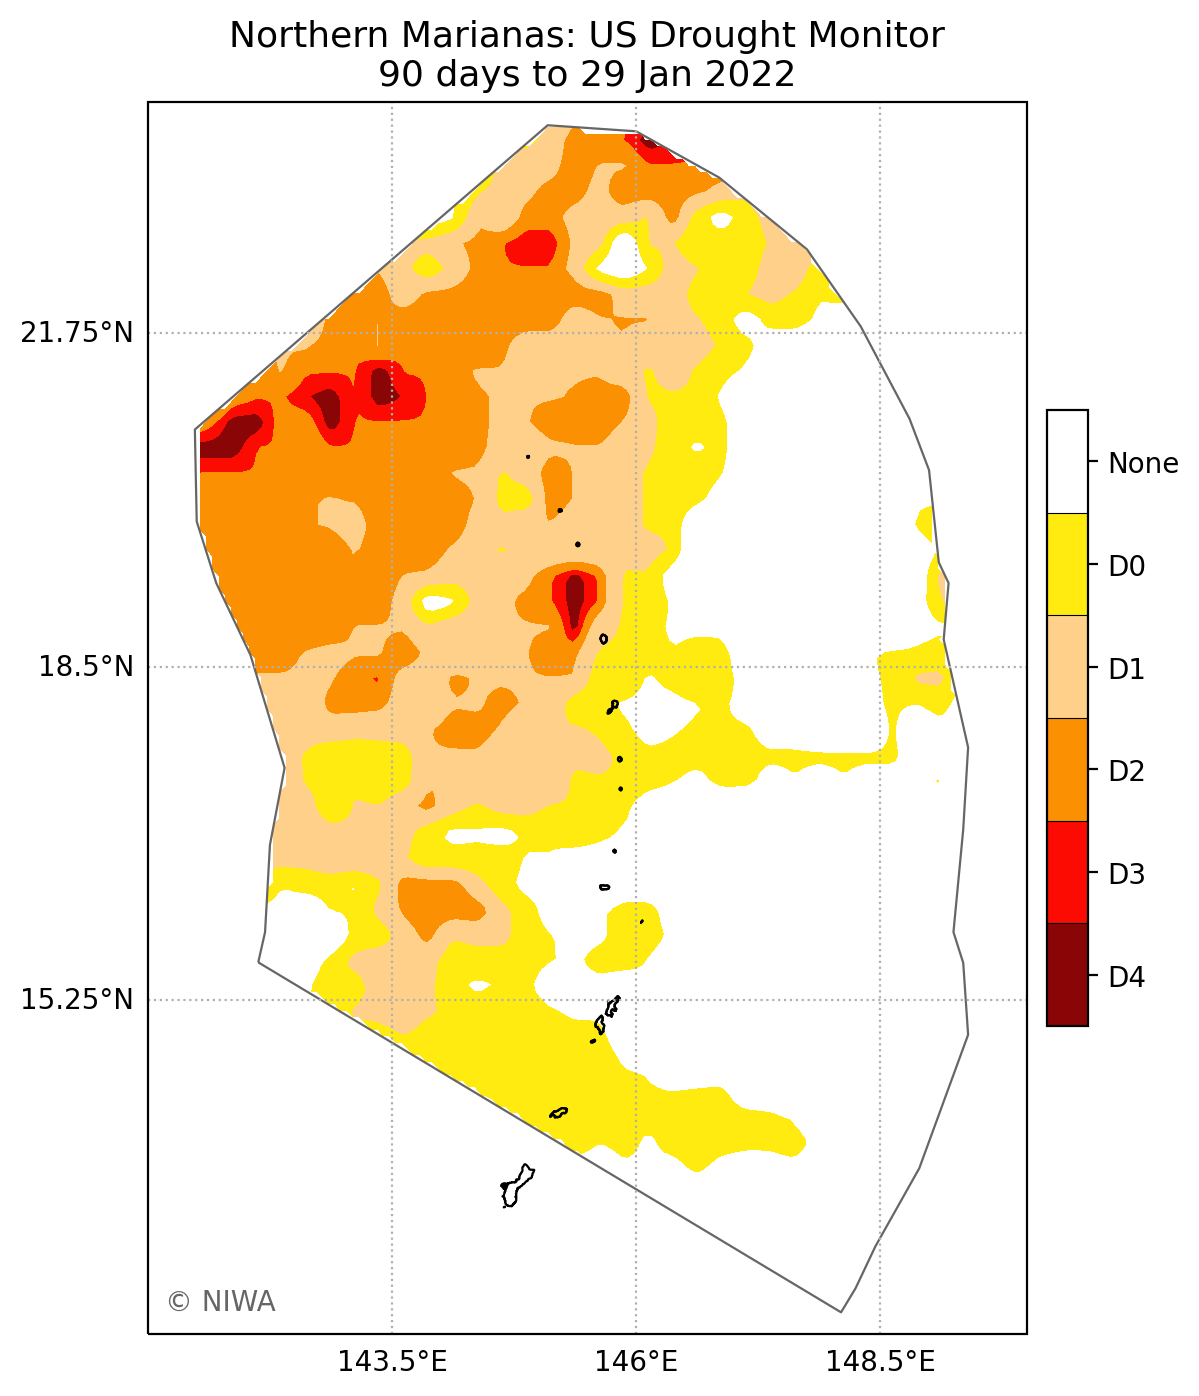 Northern Marianas: US Drought Monitor
90 days to 29 Jan 2022
21.75°N
18.5°N
15.25°N
143.5°E
146°E
148.5°E
None
D0
D1
D2
D3
D4
© NIWA